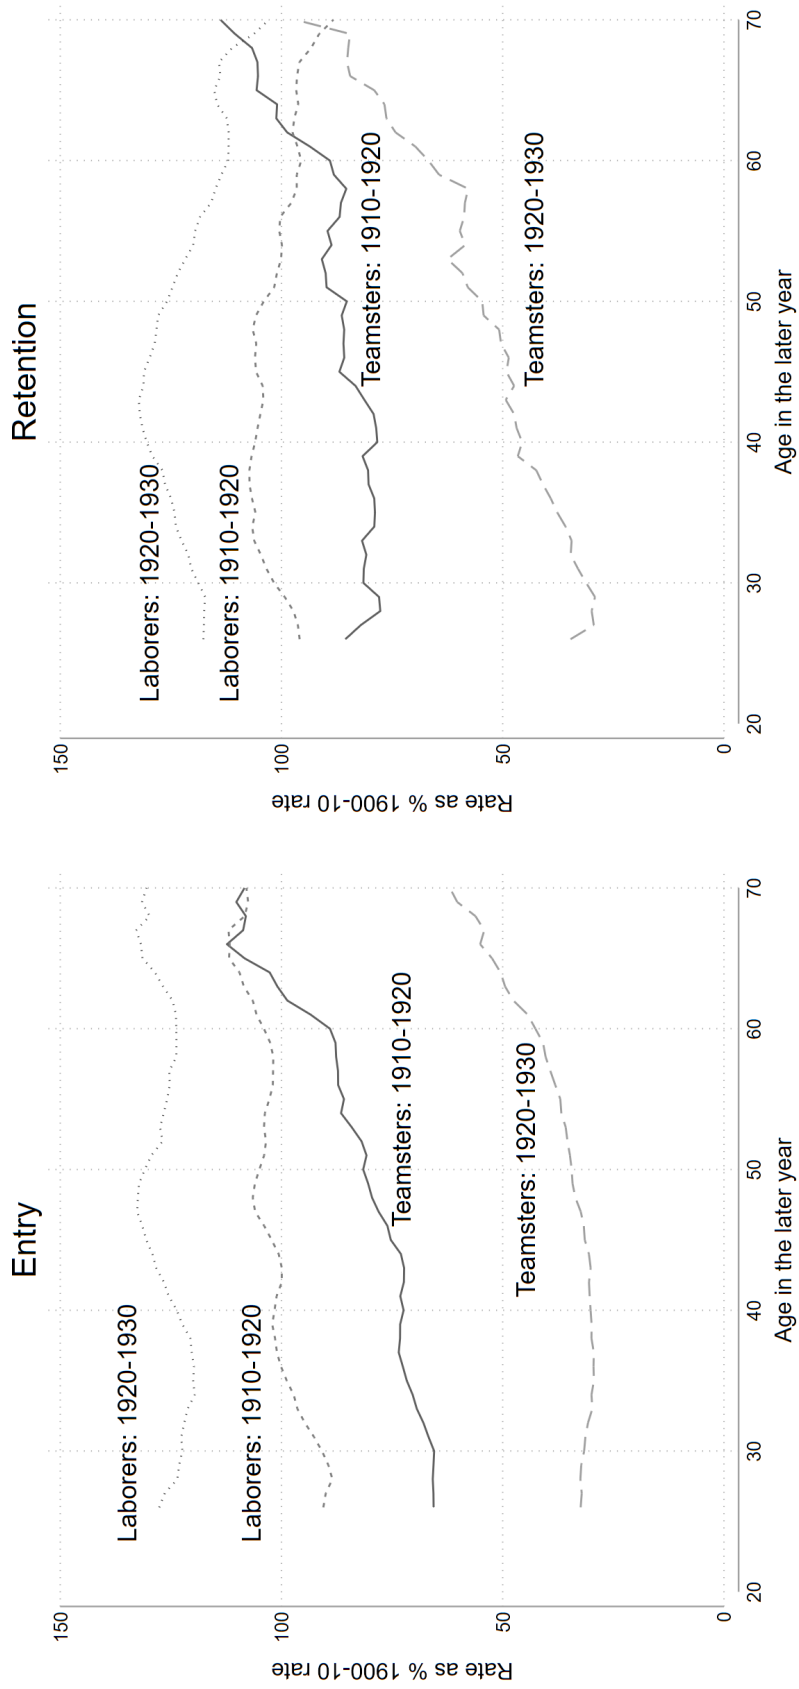 Entry
150
100
50
0
Rate as % 1900-10 rate
Laborers: 1920-1930
Laborers: 1910-1920
Teamsters: 1910-1920
Teamsters: 1920-1930
20
30
40
50
60
70
Age in the later year
Retention
150
100
50
0
Rate as % 1900-10 rate
Laborers: 1920-1930
Laborers: 1910-1920
Teamsters: 1910-1920
Teamsters: 1920-1930
20
30
40
50
60
70
Age in the later year